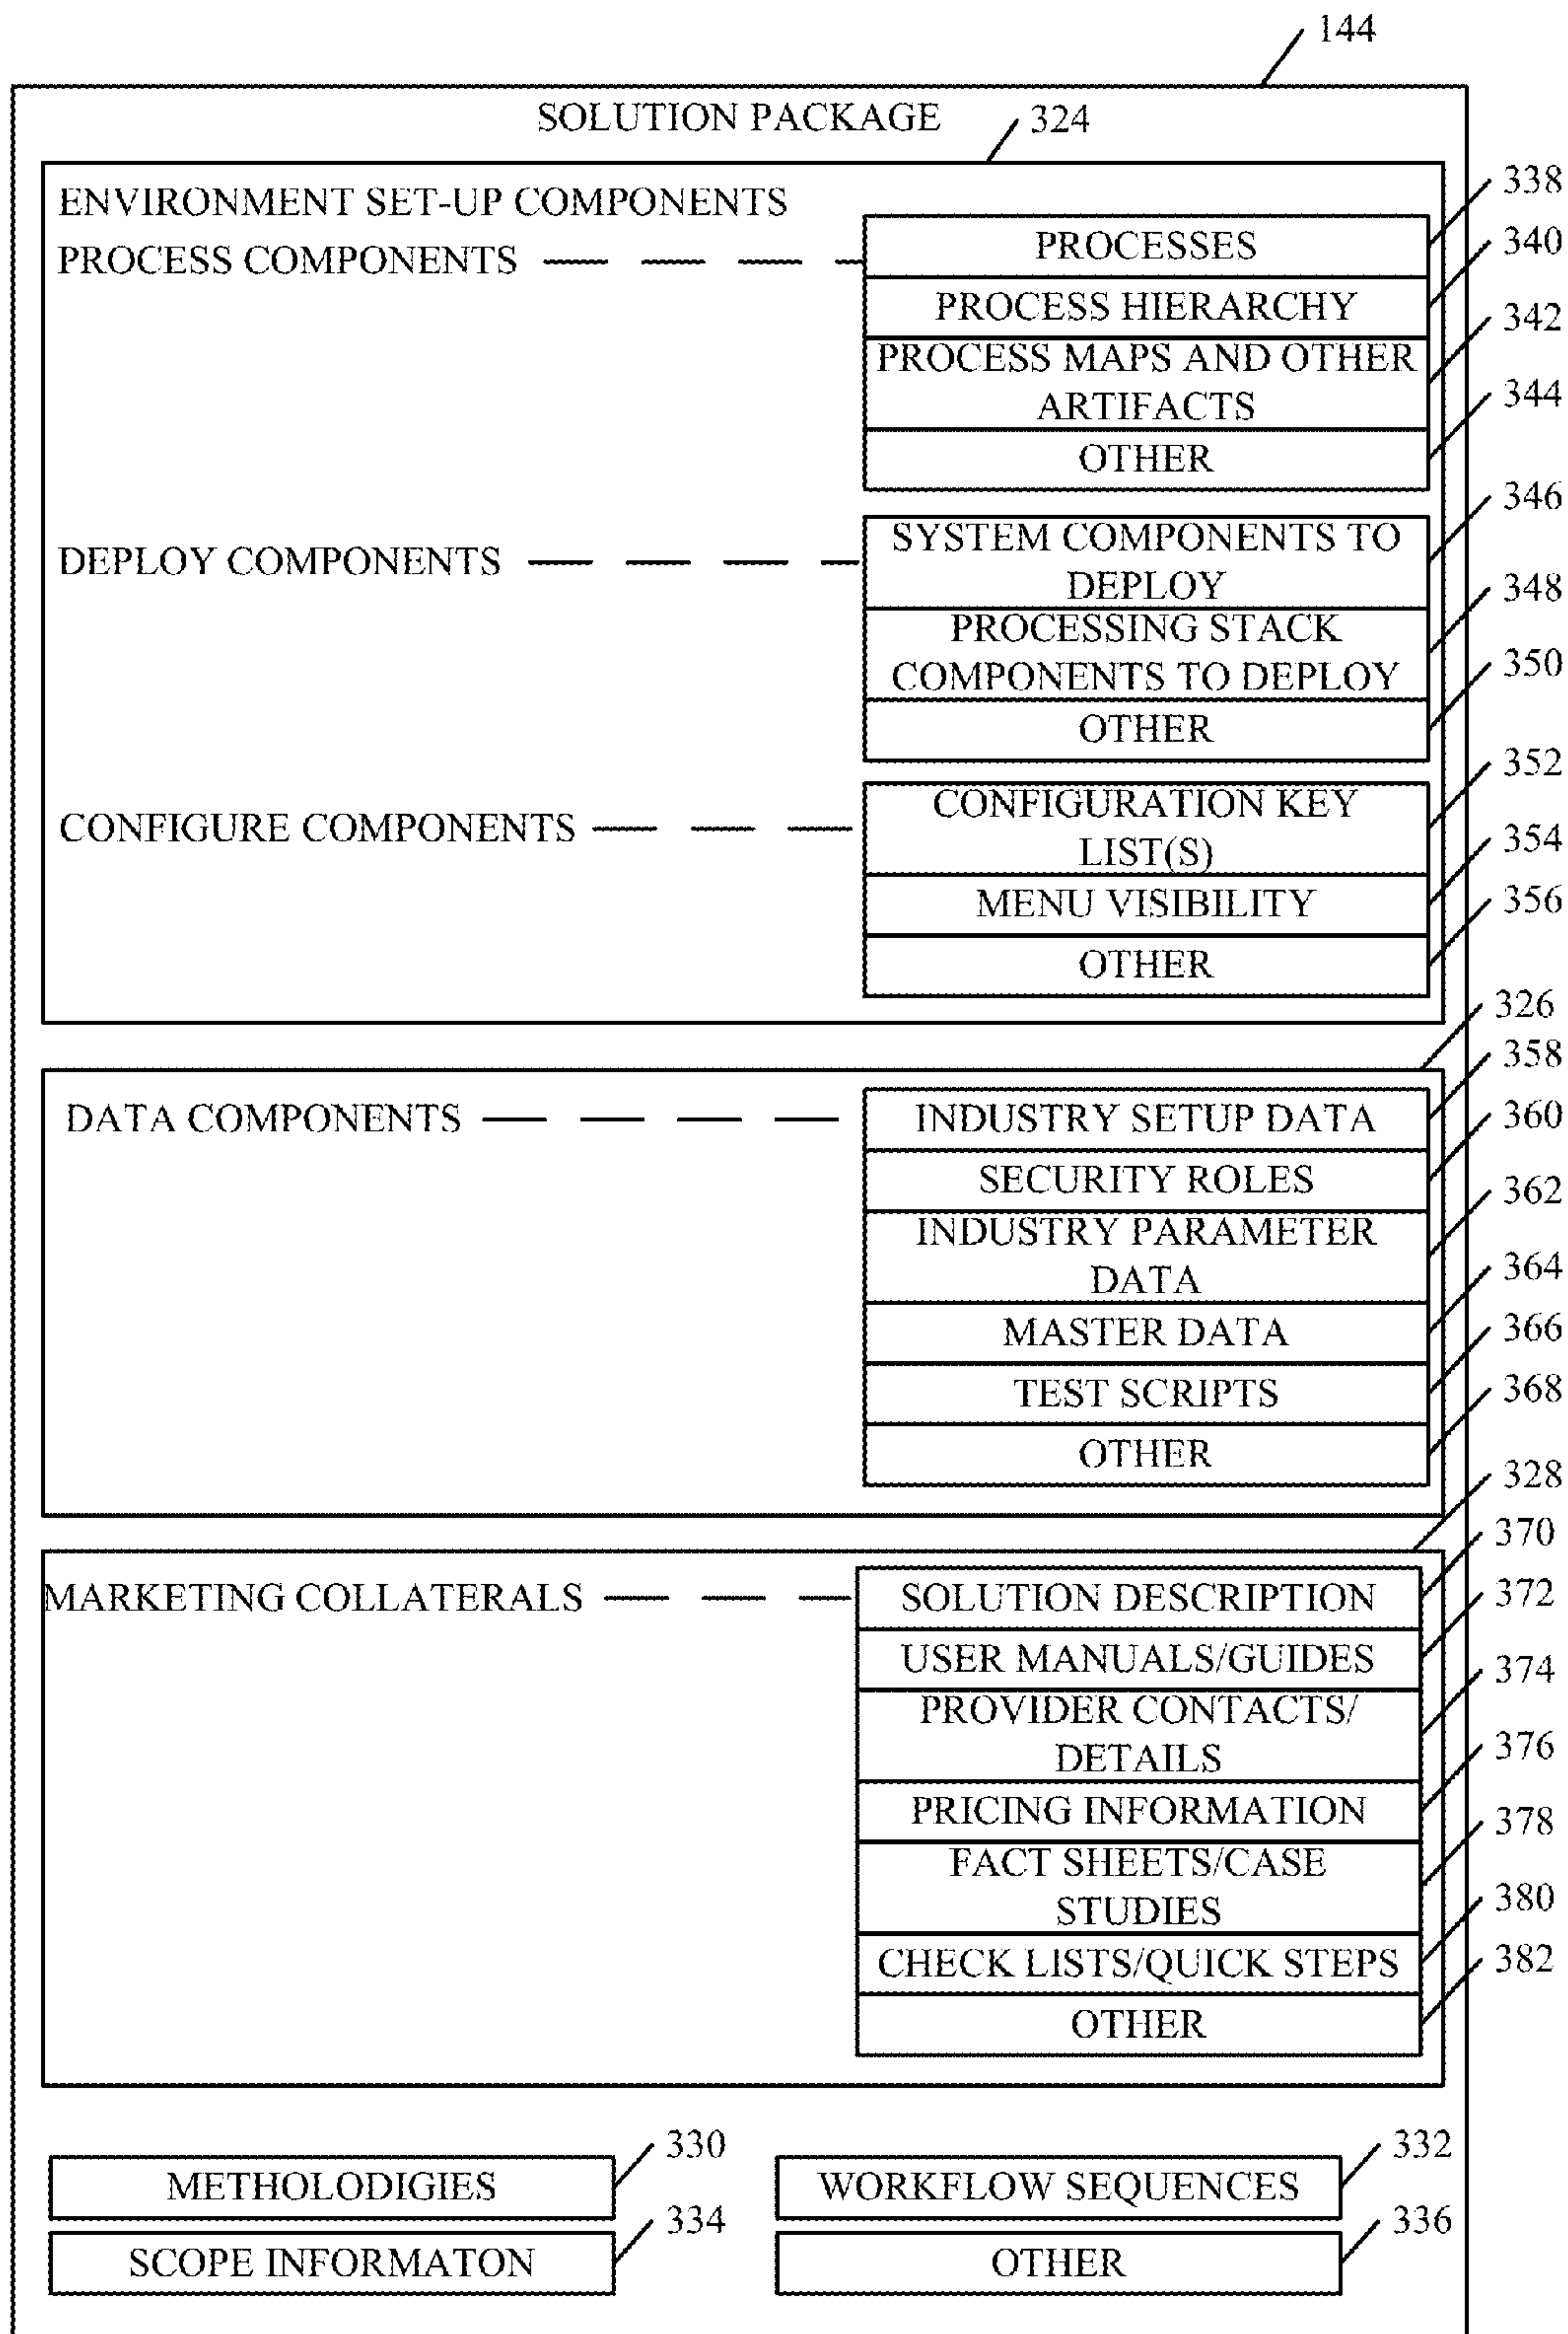 144
SOLUTION PACKAGE
324
ENVIRONMENT SET-UP COMPONENTS
338
PROCESS COMPONENTS
PROCESSES
340
PROCESS HIERARCHY
342
PROCESS MAPS AND OTHER
ARTIFACTS
344
OTHER
346
DEPLOY COMPONENTS
SYSTEM COMPONENTS TO
DEPLOY
348
PROCESSING STACK
COMPONENTS TO DEPLOY
350
OTHER
352
CONFIGURE COMPONENTS
CONFIGURATION KEY
LIST(S)
354
MENU VISIBILITY
356
OTHER
326
358
DATA COMPONENTS
INDUSTRY SETUP DATA
360
SECURITY ROLES
362
INDUSTRY PARAMETER
DATA
364
MASTER DATA
366
TEST SCRIPTS
368
OTHER
328
370
MARKETING COLLATERALS
SOLUTION DESCRIPTION
372
USER MANUALS/GUIDES
374
PROVIDER CONTACTS/
DETAILS
376
PRICING INFORMATION
378
FACT SHEETS/CASE
STUDIES
380
CHECK LISTS/QUICK STEPS
382
OTHER
330
METHOLODIGIES
332
WORKFLOW SEQUENCES
334
SCOPE INFORMATON
336
OTHER